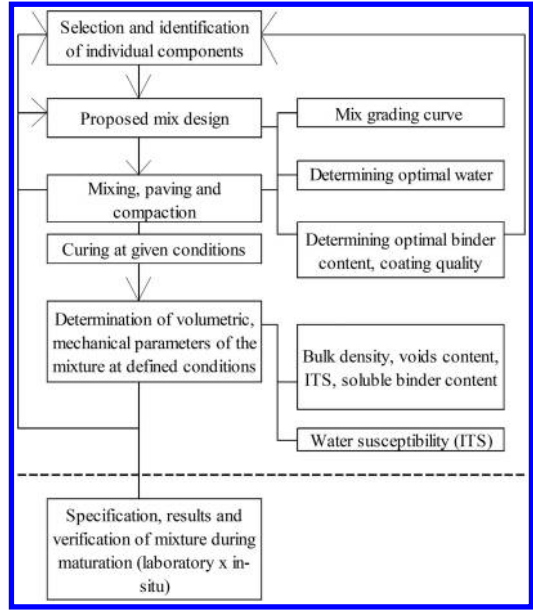 Selection and identification
of individual components
Proposed mix design
Mix grading curve
Determining optimal water
Mixing, paving and
compaction
Determining optimal binder
content, coating quality
Curing at given conditions
Determination of volumetric,
mechanical parameters of the
mixture at defined conditions
Bulk density, voids content,
ITS, soluble binder content
Water susceptibility (ITS)
Specification, results and
verification of mixture during
maturation (laboratory x in-
situ)